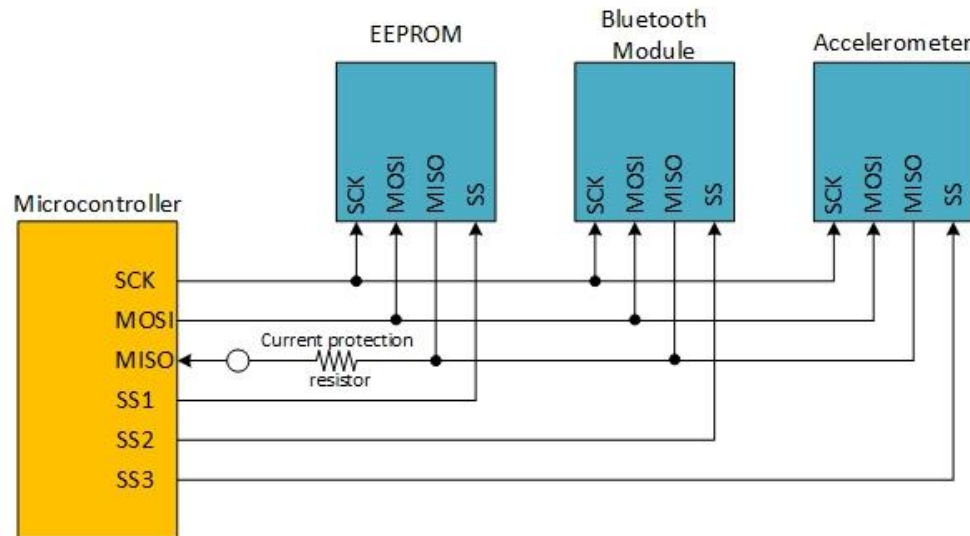 EEPROM
Bluetooth
Module
Accelerometer
SCK
MOSI
MISO
SS
SCK
MOSI
MISO
SS
SCK
MOSI
MISO
SS
Microcontroller
SCK
MOSI
MISO
SS1
SS2
SS3
Current protection
resistor